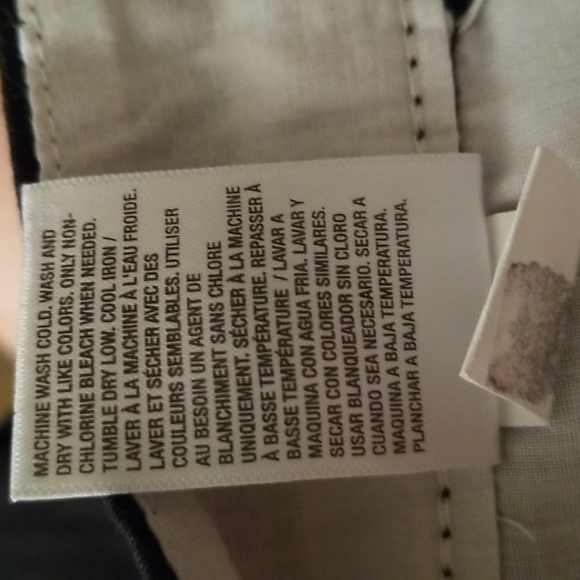 MACHINE WASH COLD. WASH AND
DRY WITH LIKE COLORS. ONLY NON-
CHLORINE BLEACH WHEN NEEDED.
TUMBLE DRY LOW. COOL IRON /
LAVER À LA MACHINE À L'EAU FROIDE.
LAVER ET SÉCHER AVEC DES
COULEURS SEMBLABLES. UTILISER
AU BESOIN UN AGENT DE
BLANCHIMENT SANS CHLORE
UNIQUEMENT. SÉCHER À LA MACHINE
À BASSE TEMPÉRATURE. REPASSER À
BASSE TEMPÉRATURE / LAVAR A
MAQUINA CON AGUA FRIA. LAVAR Y
SECAR CON COLORES SIMILARES.
USAR BLANQUEADOR SIN CLORO
CUANDO SEA NECESARIO. SECAR A
MAQUINA A BAJA TEMPERATURA.
PLANCHAR A BAJA TEMPERATURA.